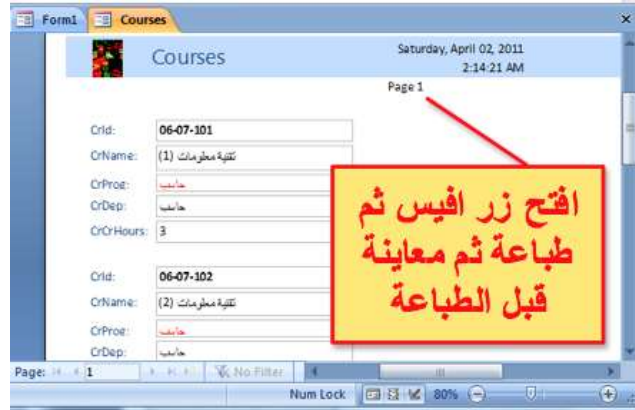 Form1 Courses
Courses
Saturday, April 02, 2011
2:14:21 AM
Page 1
CrId: 06-07-101
CrName: تقنية معلومات (1)
CrProg: حاسب
CrDep: حاسب
CrCrHours: 3
CrId: 06-07-102
CrName: تقنية معلومات (2)
CrProg: حاسب
CrDep: حاسب
افتح زر افيس ثم
طباعة ثم معاينة
قبل الطباعة
Page: 1 No Filter
Num Lock 80%